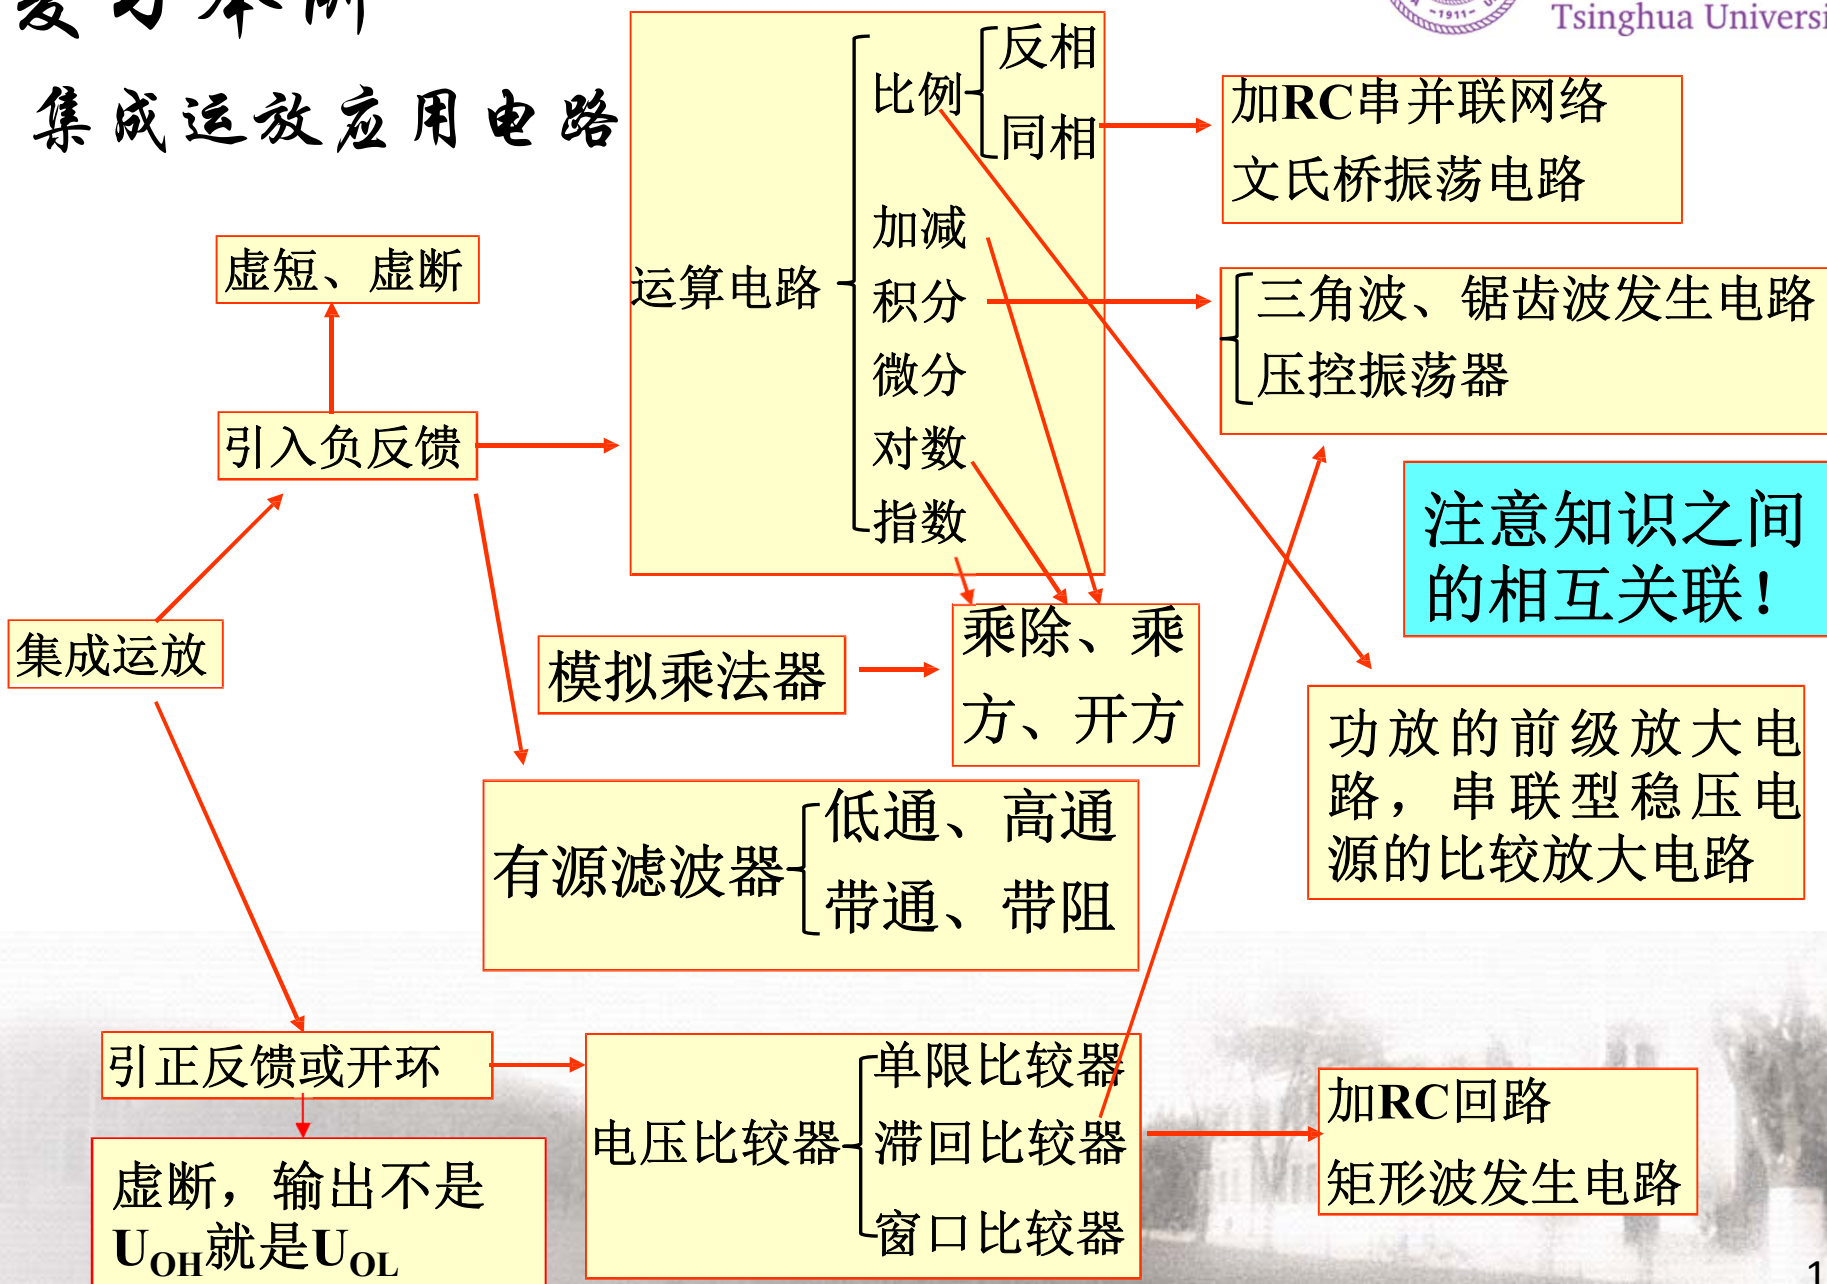 复习举例
集成运放应用电路
Tsinghua Universi
-1911-
虚短、虚断
引入负反馈
集成运放
引正反馈或开环
虚断，输出不是
UOH就是UOL
运算电路
比例
反相
同相
加减
积分
微分
对数
指数
加RC串并联网络
文氏桥振荡电路
三角波、锯齿波发生电路
压控振荡器
注意知识之间
的相互关联！
模拟乘法器
乘除、乘
方、开方
功放的前级放大电
路，串联型稳压电
源的比较放大电路
有源滤波器
低通、高通
带通、带阻
电压比较器
单限比较器
滞回比较器
窗口比较器
加RC回路
矩形波发生电路
1